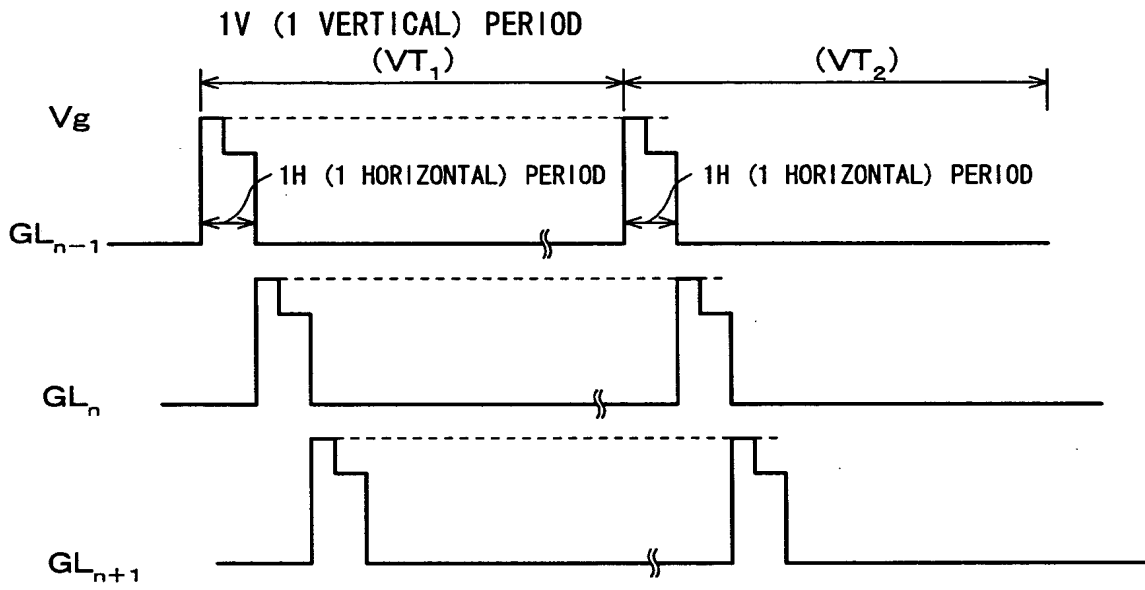 1V (1 VERTICAL) PERIOD
(VT₁) (VT₂)
Vg
1H (1 HORIZONTAL) PERIOD 1H (1 HORIZONTAL) PERIOD
GLₙ₋₁
GLₙ
GLₙ₊₁